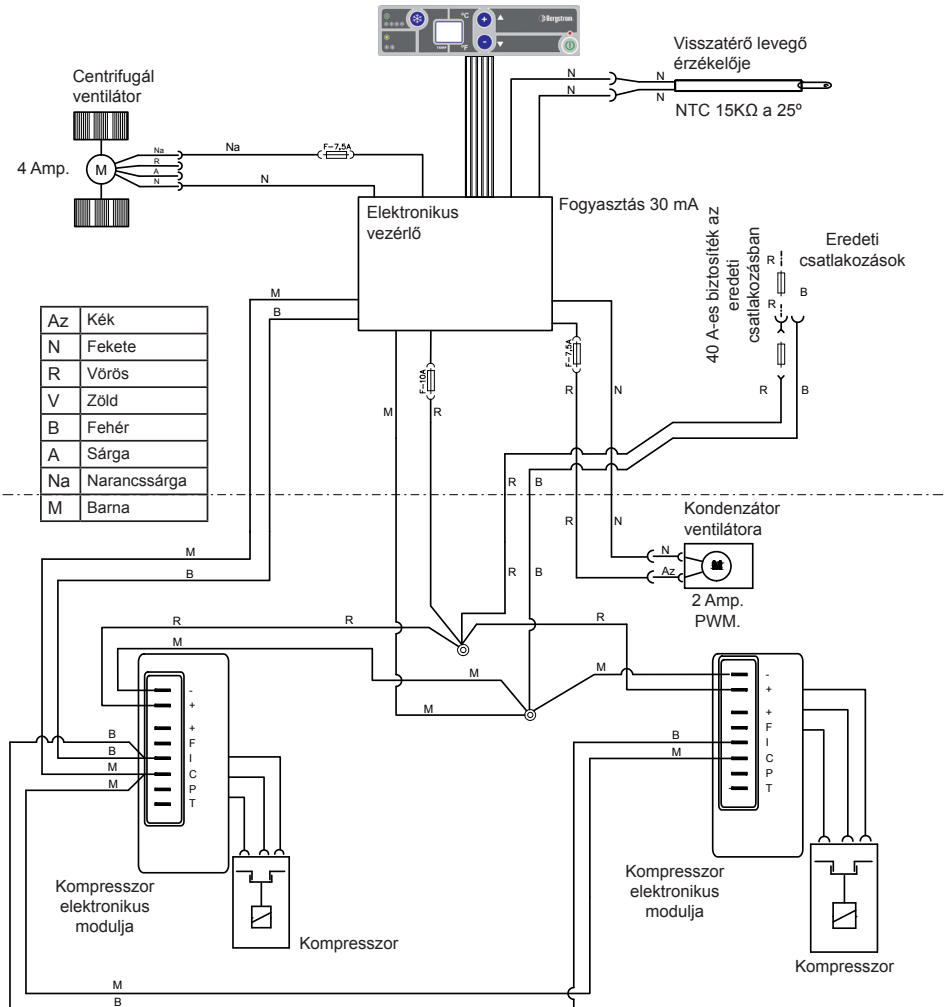 °C
Bergstrom
TEMP
°F
+
-
Visszatérő levegő
érzékelője
NTC 15KΩ a 25º
N
N
N
N
Centrifugál
ventilátor
4 Amp.
M
Na
R
A
N
Na
F-7,5A
N
Elektronikus
vezérlő
Fogyasztás 30 mA
40 A-es biztosíték az
eredeti
csatlakozásban
Eredeti
csatlakozások
R
R
B
R
B
M
B
Az Kék
N Fekete
R Vörös
V Zöld
B Fehér
A Sárga
Na Narancssárga
M Barna
F-10A
F-7,5A
M
R
R
N
R
B
R
N
Kondenzátor
ventilátora
N
Az
2 Amp.
PWM.
M
B
R
B
R
R
R
M
M
M
M
-
+
+
F
I
C
P
T
B
B
M
M
-
+
+
F
I
C
P
T
B
M
Kompresszor
elektronikus
modulja
Kompresszor
Kompresszor
elektronikus
modulja
Kompresszor
M
B